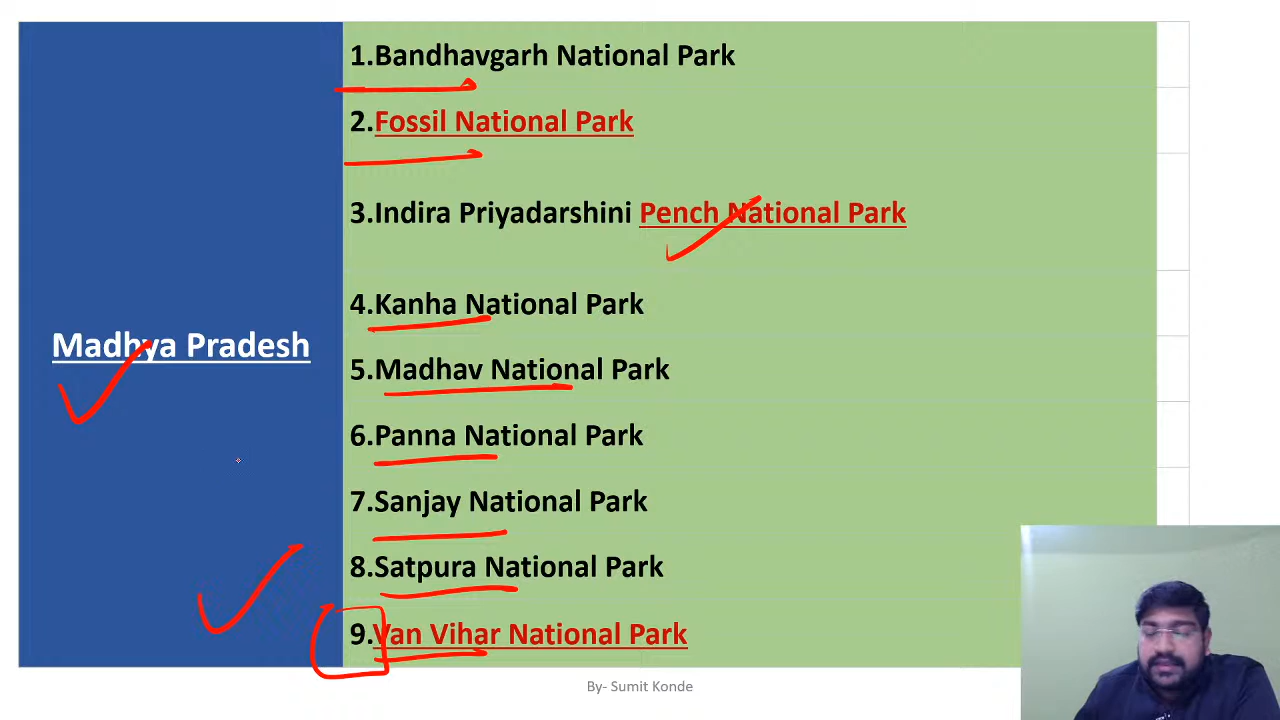 1.Bandhavgarh National Park
2.Fossil National Park
3.Indira Priyadarshini Pench National Park
4.Kanha National Park
Madhya Pradesh
5.Madhav National Park
6.Panna National Park
7.Sanjay National Park
8.Satpura National Park
9.Van Vihar National Park
By- Sumit Konde